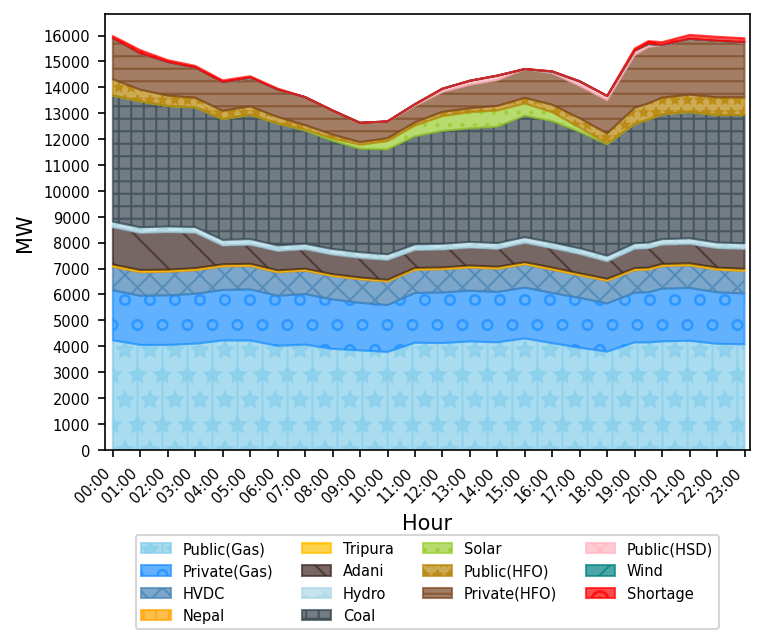 16000
15000
14000
13000
12000
11000
10000
9000
8000
7000
6000
5000
4000
3000
2000
1000
0
MW
00:00 01:00 02:00 03:00 04:00 05:00 06:00 07:00 08:00 09:00 10:00 11:00 12:00 13:00 14:00 15:00 16:00 17:00 18:00 19:00 20:00 21:00 22:00 23:00
Hour
Public(Gas) Tripura Solar Public(HSD)
Private(Gas) Adani Public(HFO) Wind
HVDC Hydro Private(HFO) Shortage
Nepal Coal